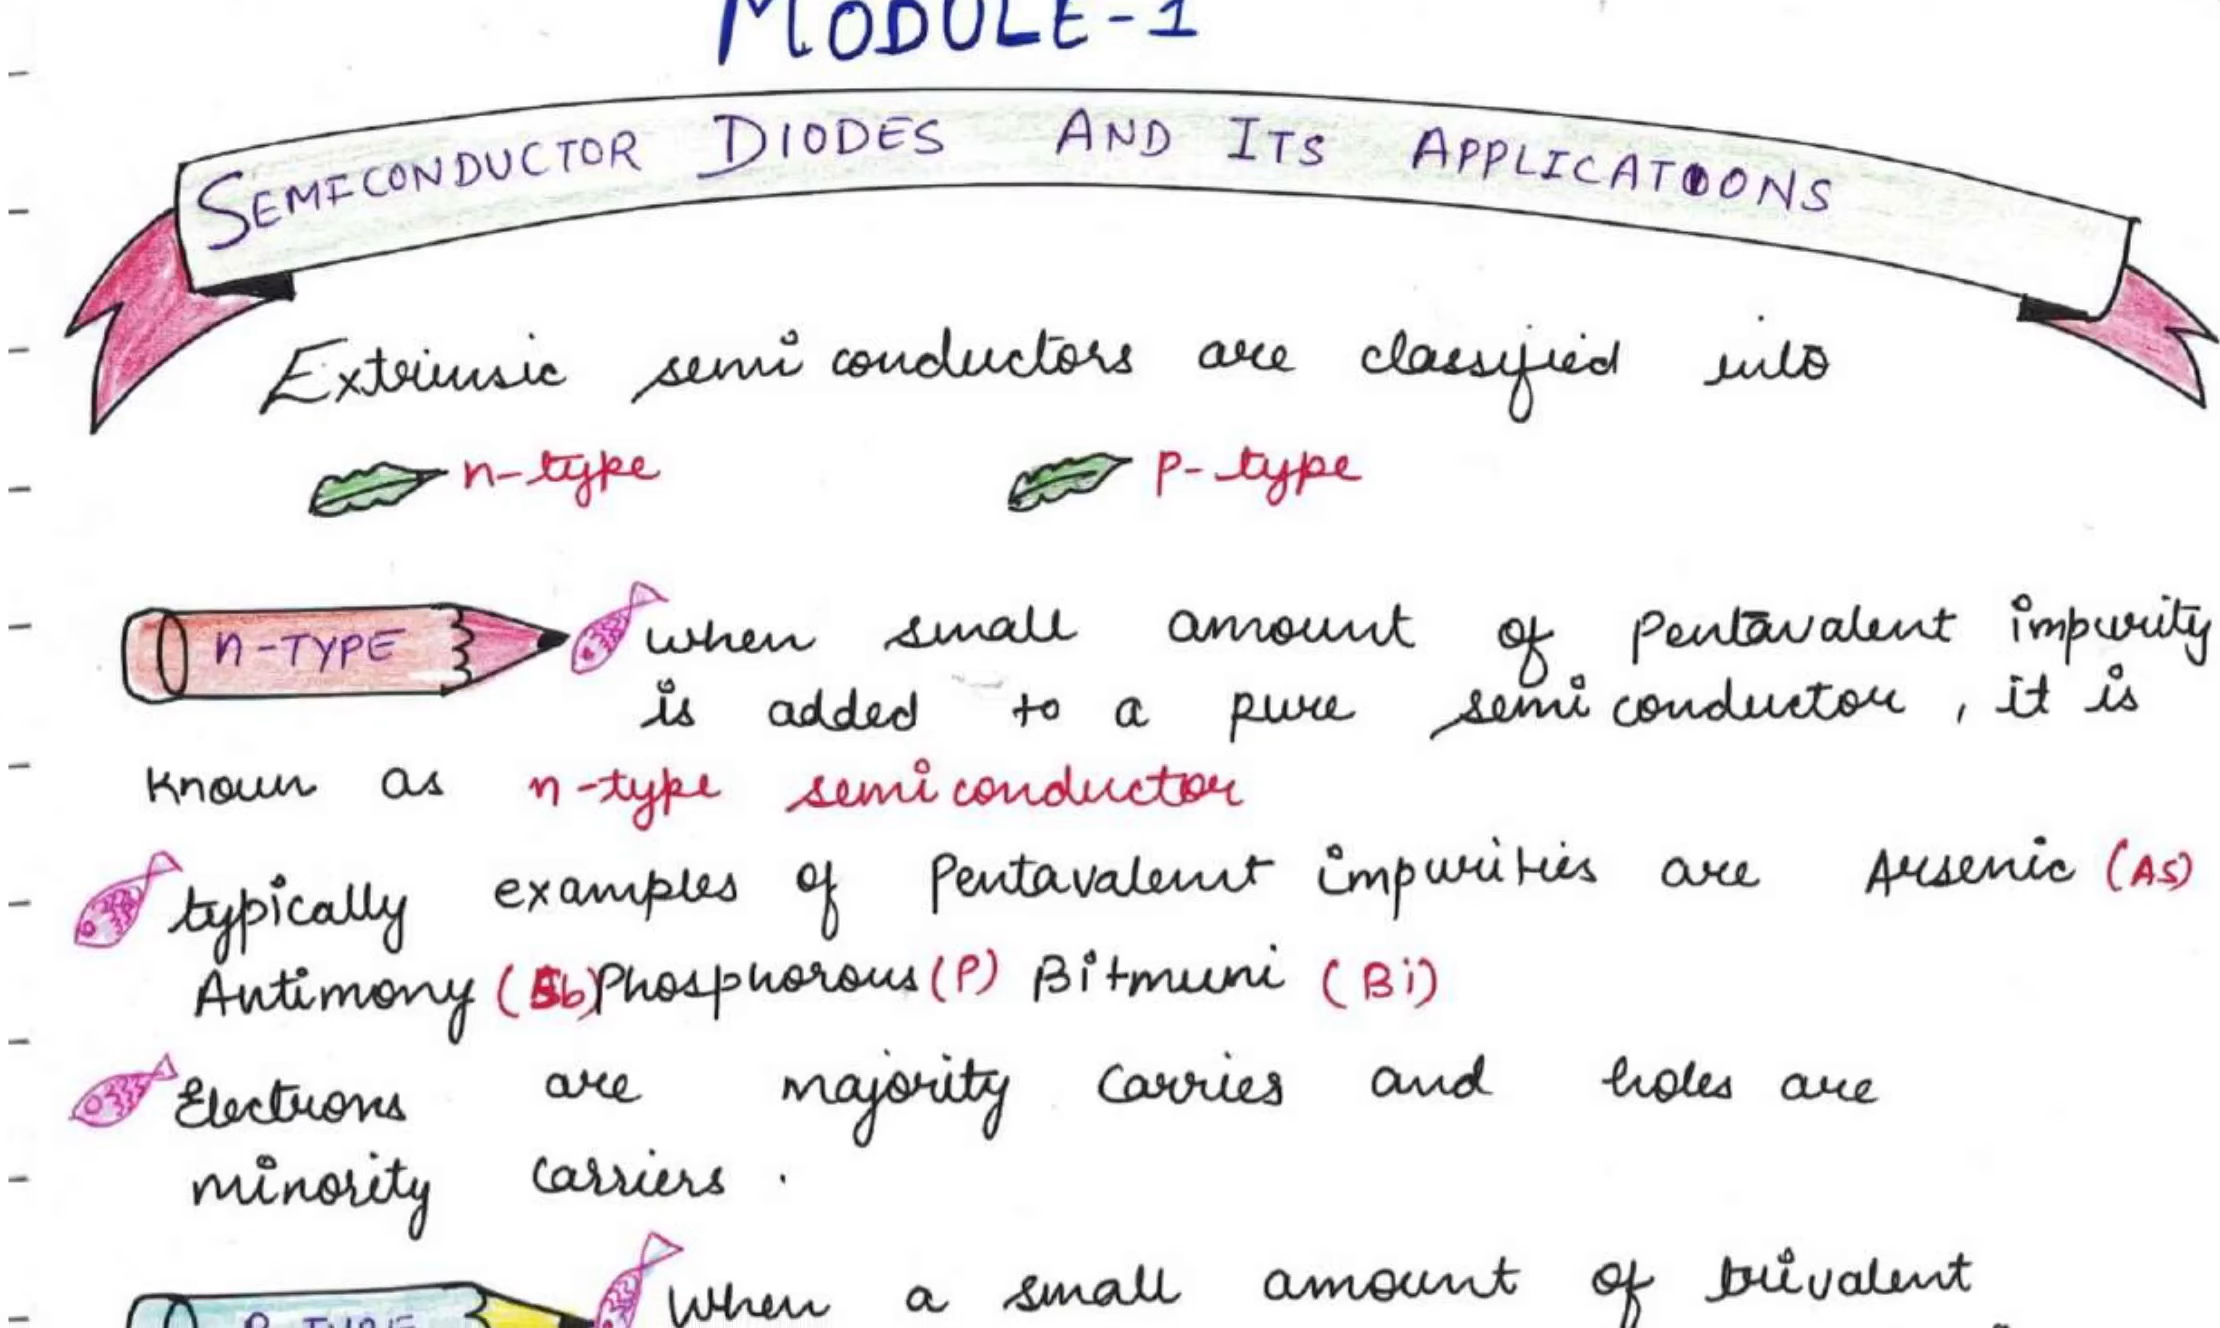 MODULE-1
SEMICONDUCTOR DIODES AND ITS APPLICATOONS
Extrinsic semi conductors are classified into
n-type P-type
n-TYPE when small amount of Pentavalent impurity
is added to a pure semi conductor, it is
known as n-type semi conductor
typically examples of Pentavalent impurities are Arsenic (As)
Antimony (Sb) Phosphorous (P) Bitmuni (Bi)
Electrons are majority carries and holes are
minority carriers.
P-TYPE When a small amount of trivalent